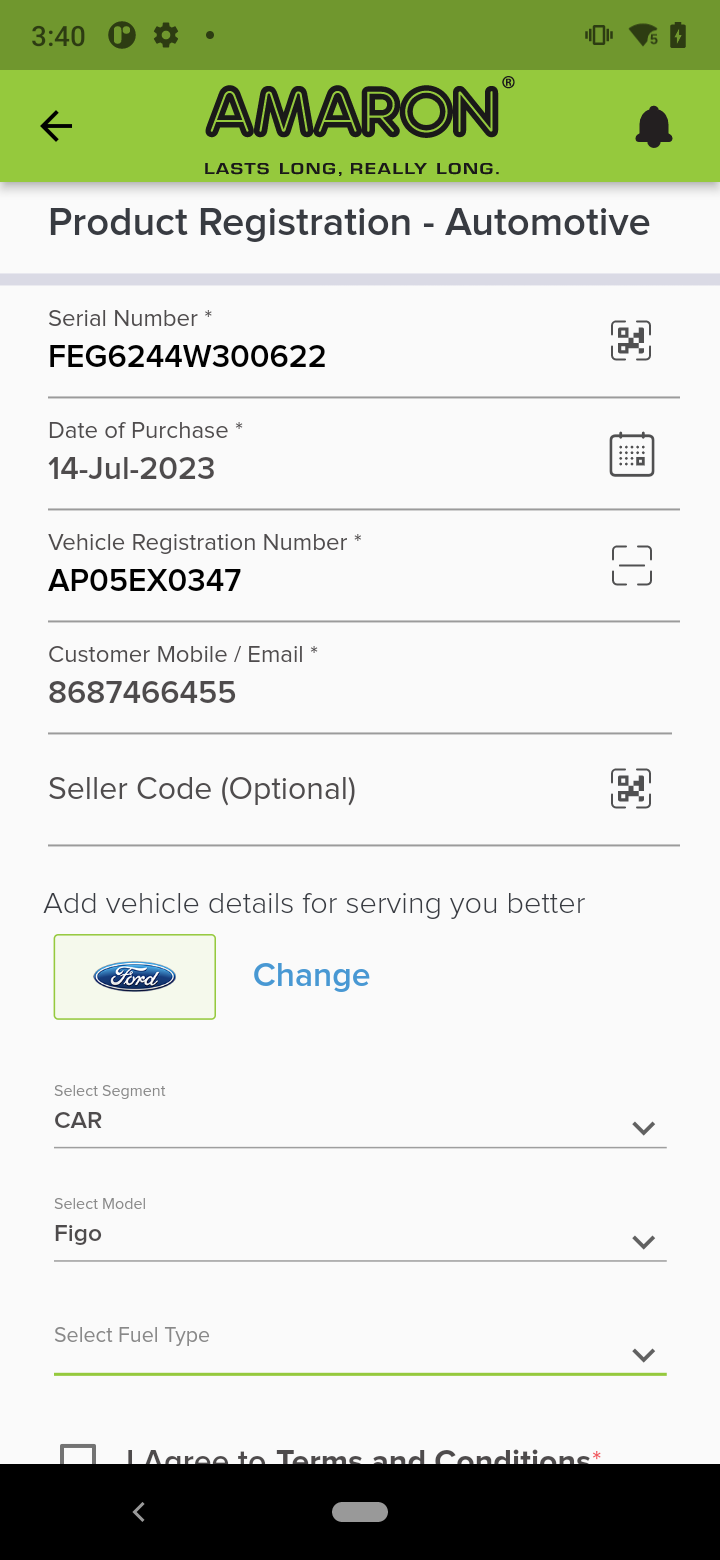 3:40
5
AMARON®
LASTS LONG, REALLY LONG.
Product Registration - Automotive
Serial Number *
FEG6244W300622
Date of Purchase *
14-Jul-2023
Vehicle Registration Number *
AP05EX0347
Customer Mobile / Email *
8687466455
Seller Code (Optional)
Add vehicle details for serving you better
Ford
Change
Select Segment
CAR
Select Model
Figo
Select Fuel Type
I Agree to Terms and Conditions*